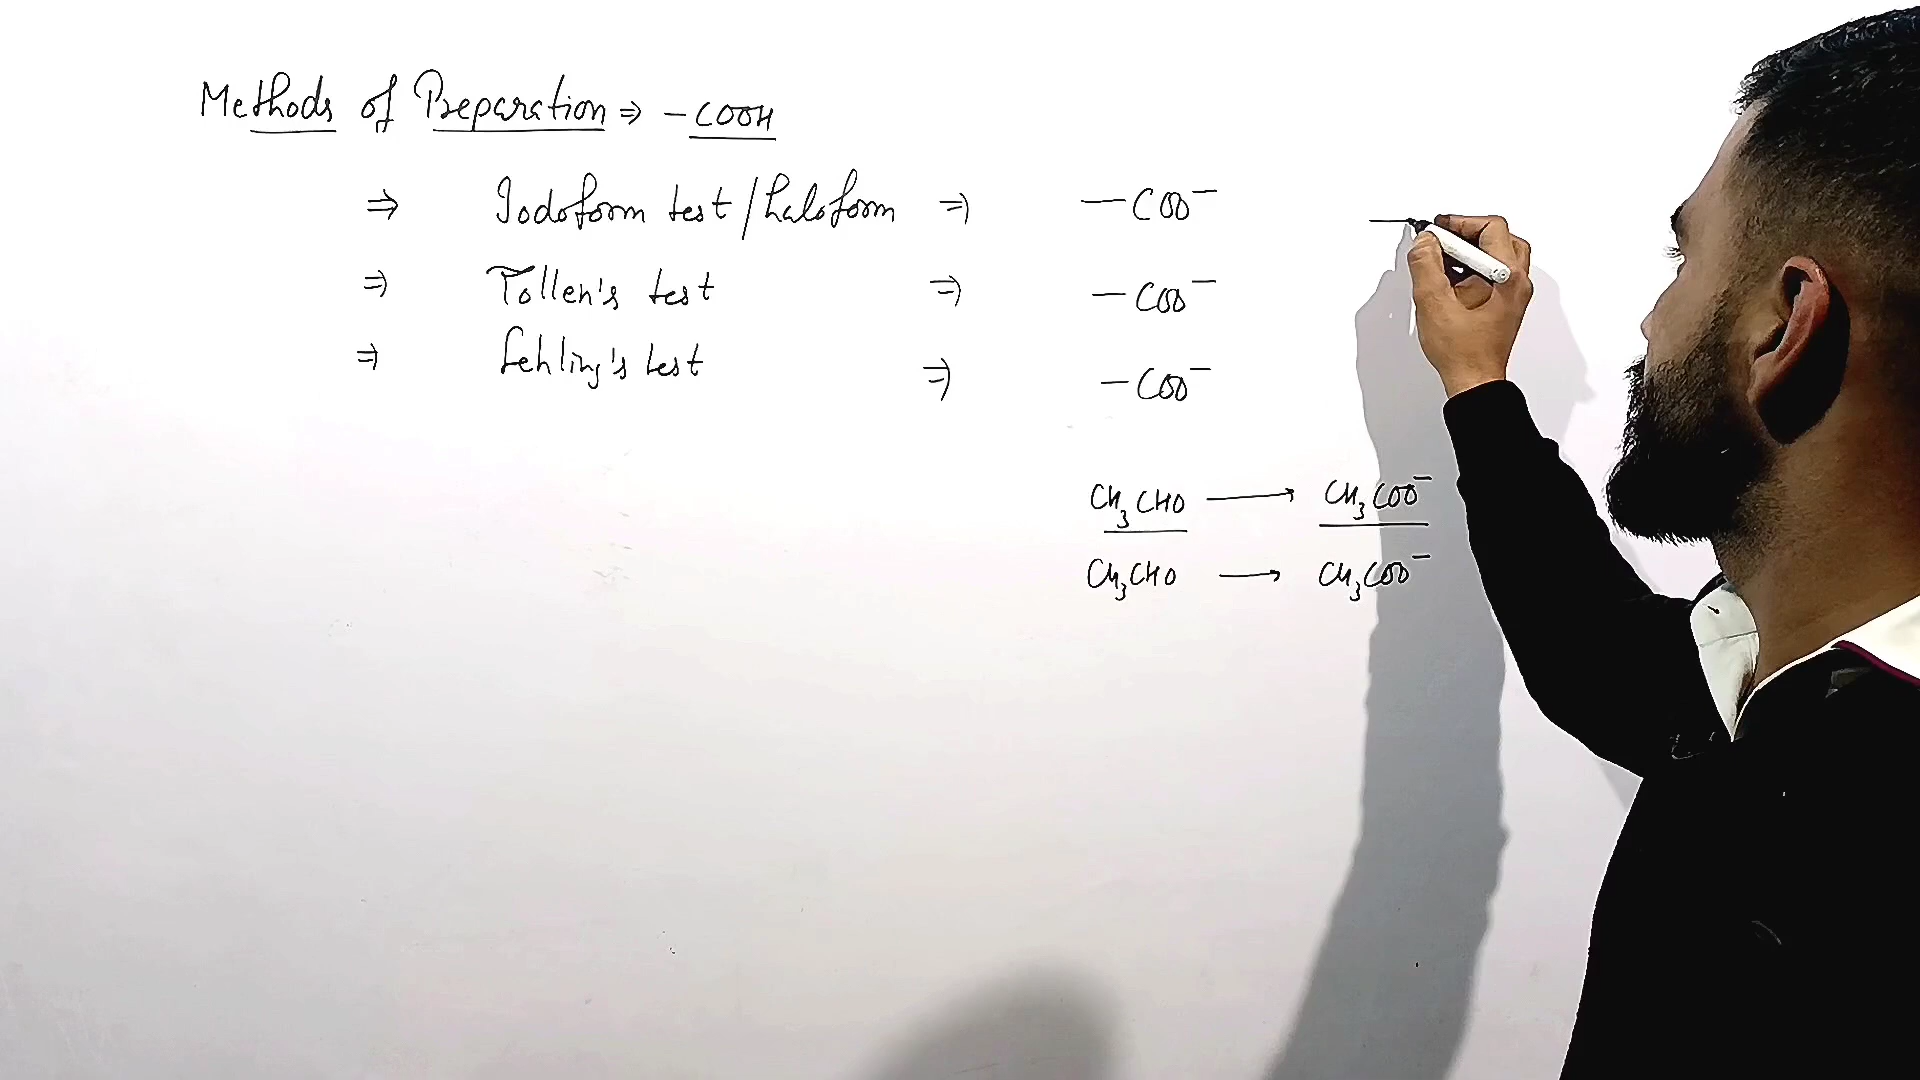 Methods of Preparation ⇒ -COOH
⇒ Iodoform test/haloform ⇒ -COO⁻
⇒ Tollen's test ⇒ -COO⁻
⇒ Fehling's test ⇒ -COO⁻
CH₃CHO ⟶ CH₃COO⁻
CH₃CHO ⟶ CH₃COO⁻